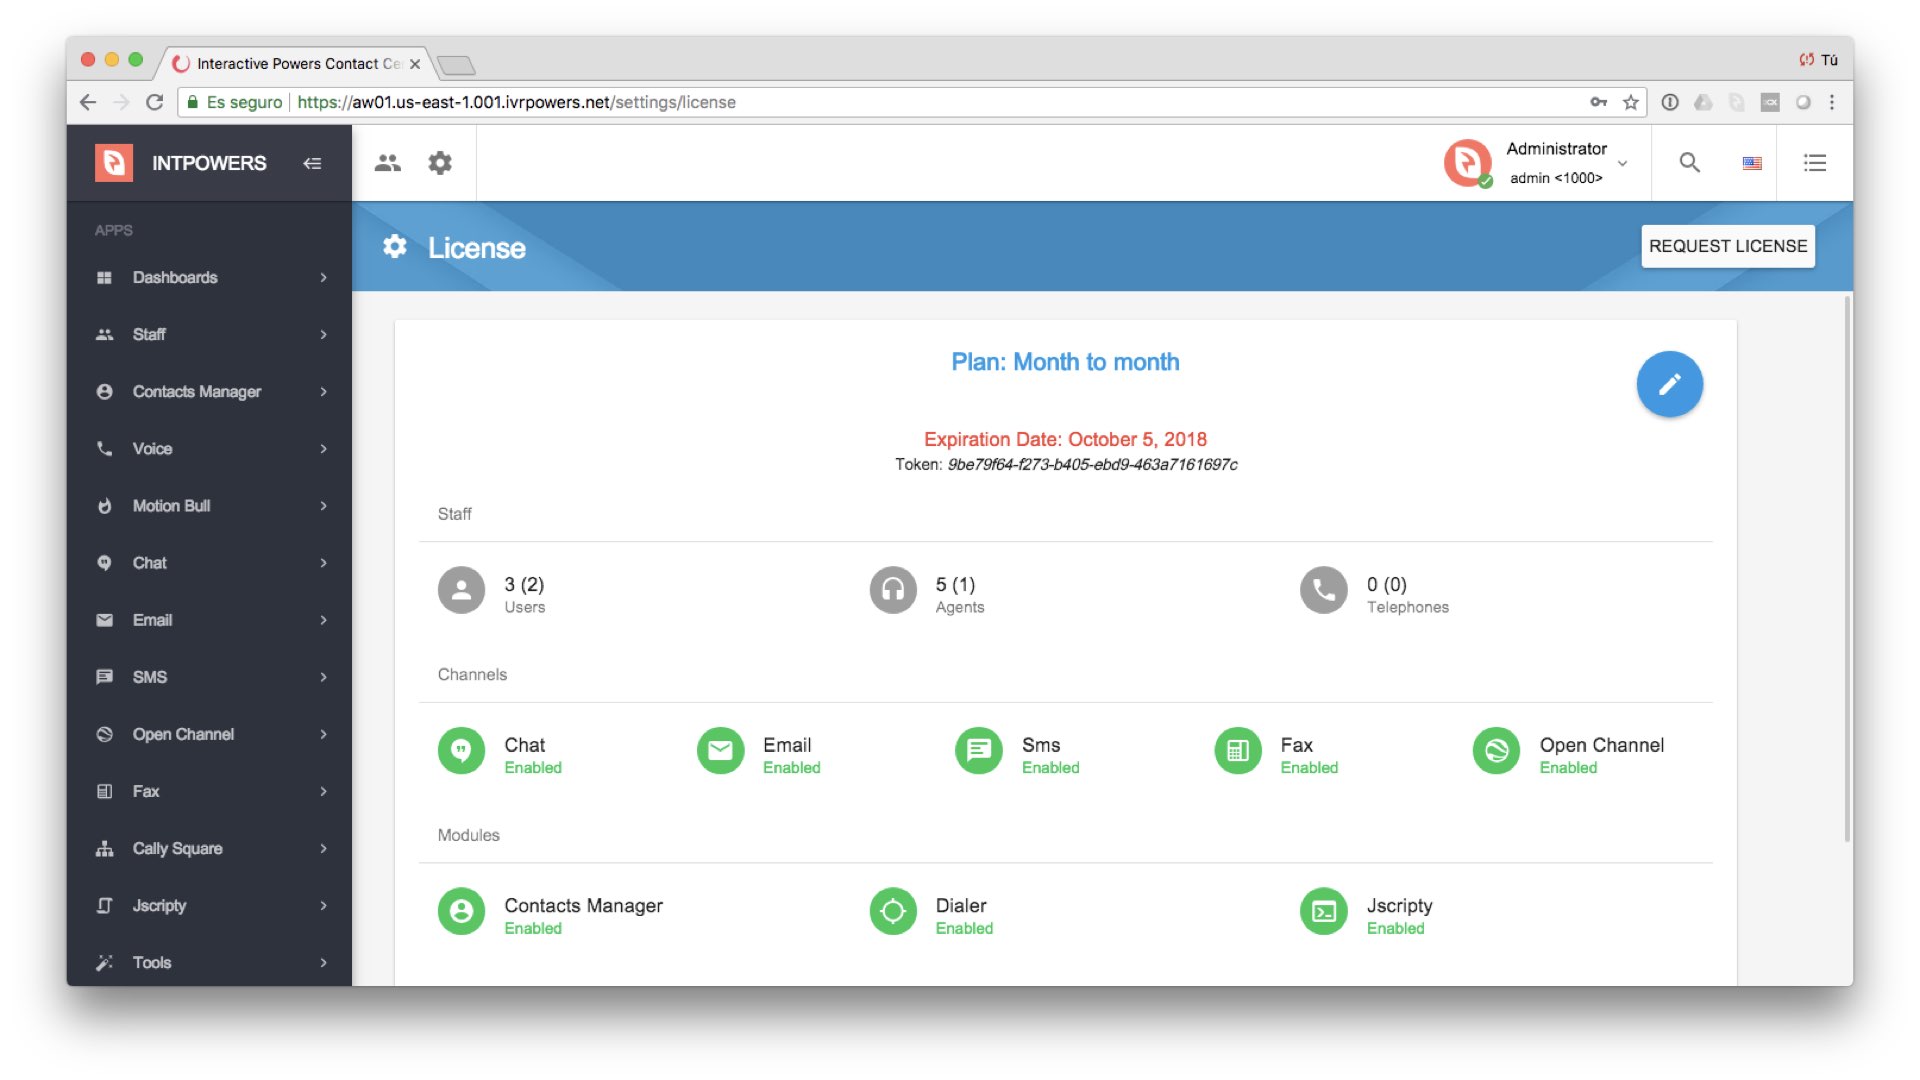 Interactive Powers Contact Ce
Tú
Es seguro
https://aw01.us-east-1.001.ivrpowers.net/settings/license
INTPOWERS
Administrator
admin <1000>
License
REQUEST LICENSE
APPS
Dashboards
Staff
Contacts Manager
Voice
Motion Bull
Chat
Email
SMS
Open Channel
Fax
Cally Square
Jscripty
Tools
Plan: Month to month
Expiration Date: October 5, 2018
Token: 9be79f64-f273-b405-ebd9-463a7161697c
Staff
3 (2)
Users
5 (1)
Agents
0 (0)
Telephones
Channels
Chat
Enabled
Email
Enabled
Sms
Enabled
Fax
Enabled
Open Channel
Enabled
Modules
Contacts Manager
Enabled
Dialer
Enabled
Jscripty
Enabled